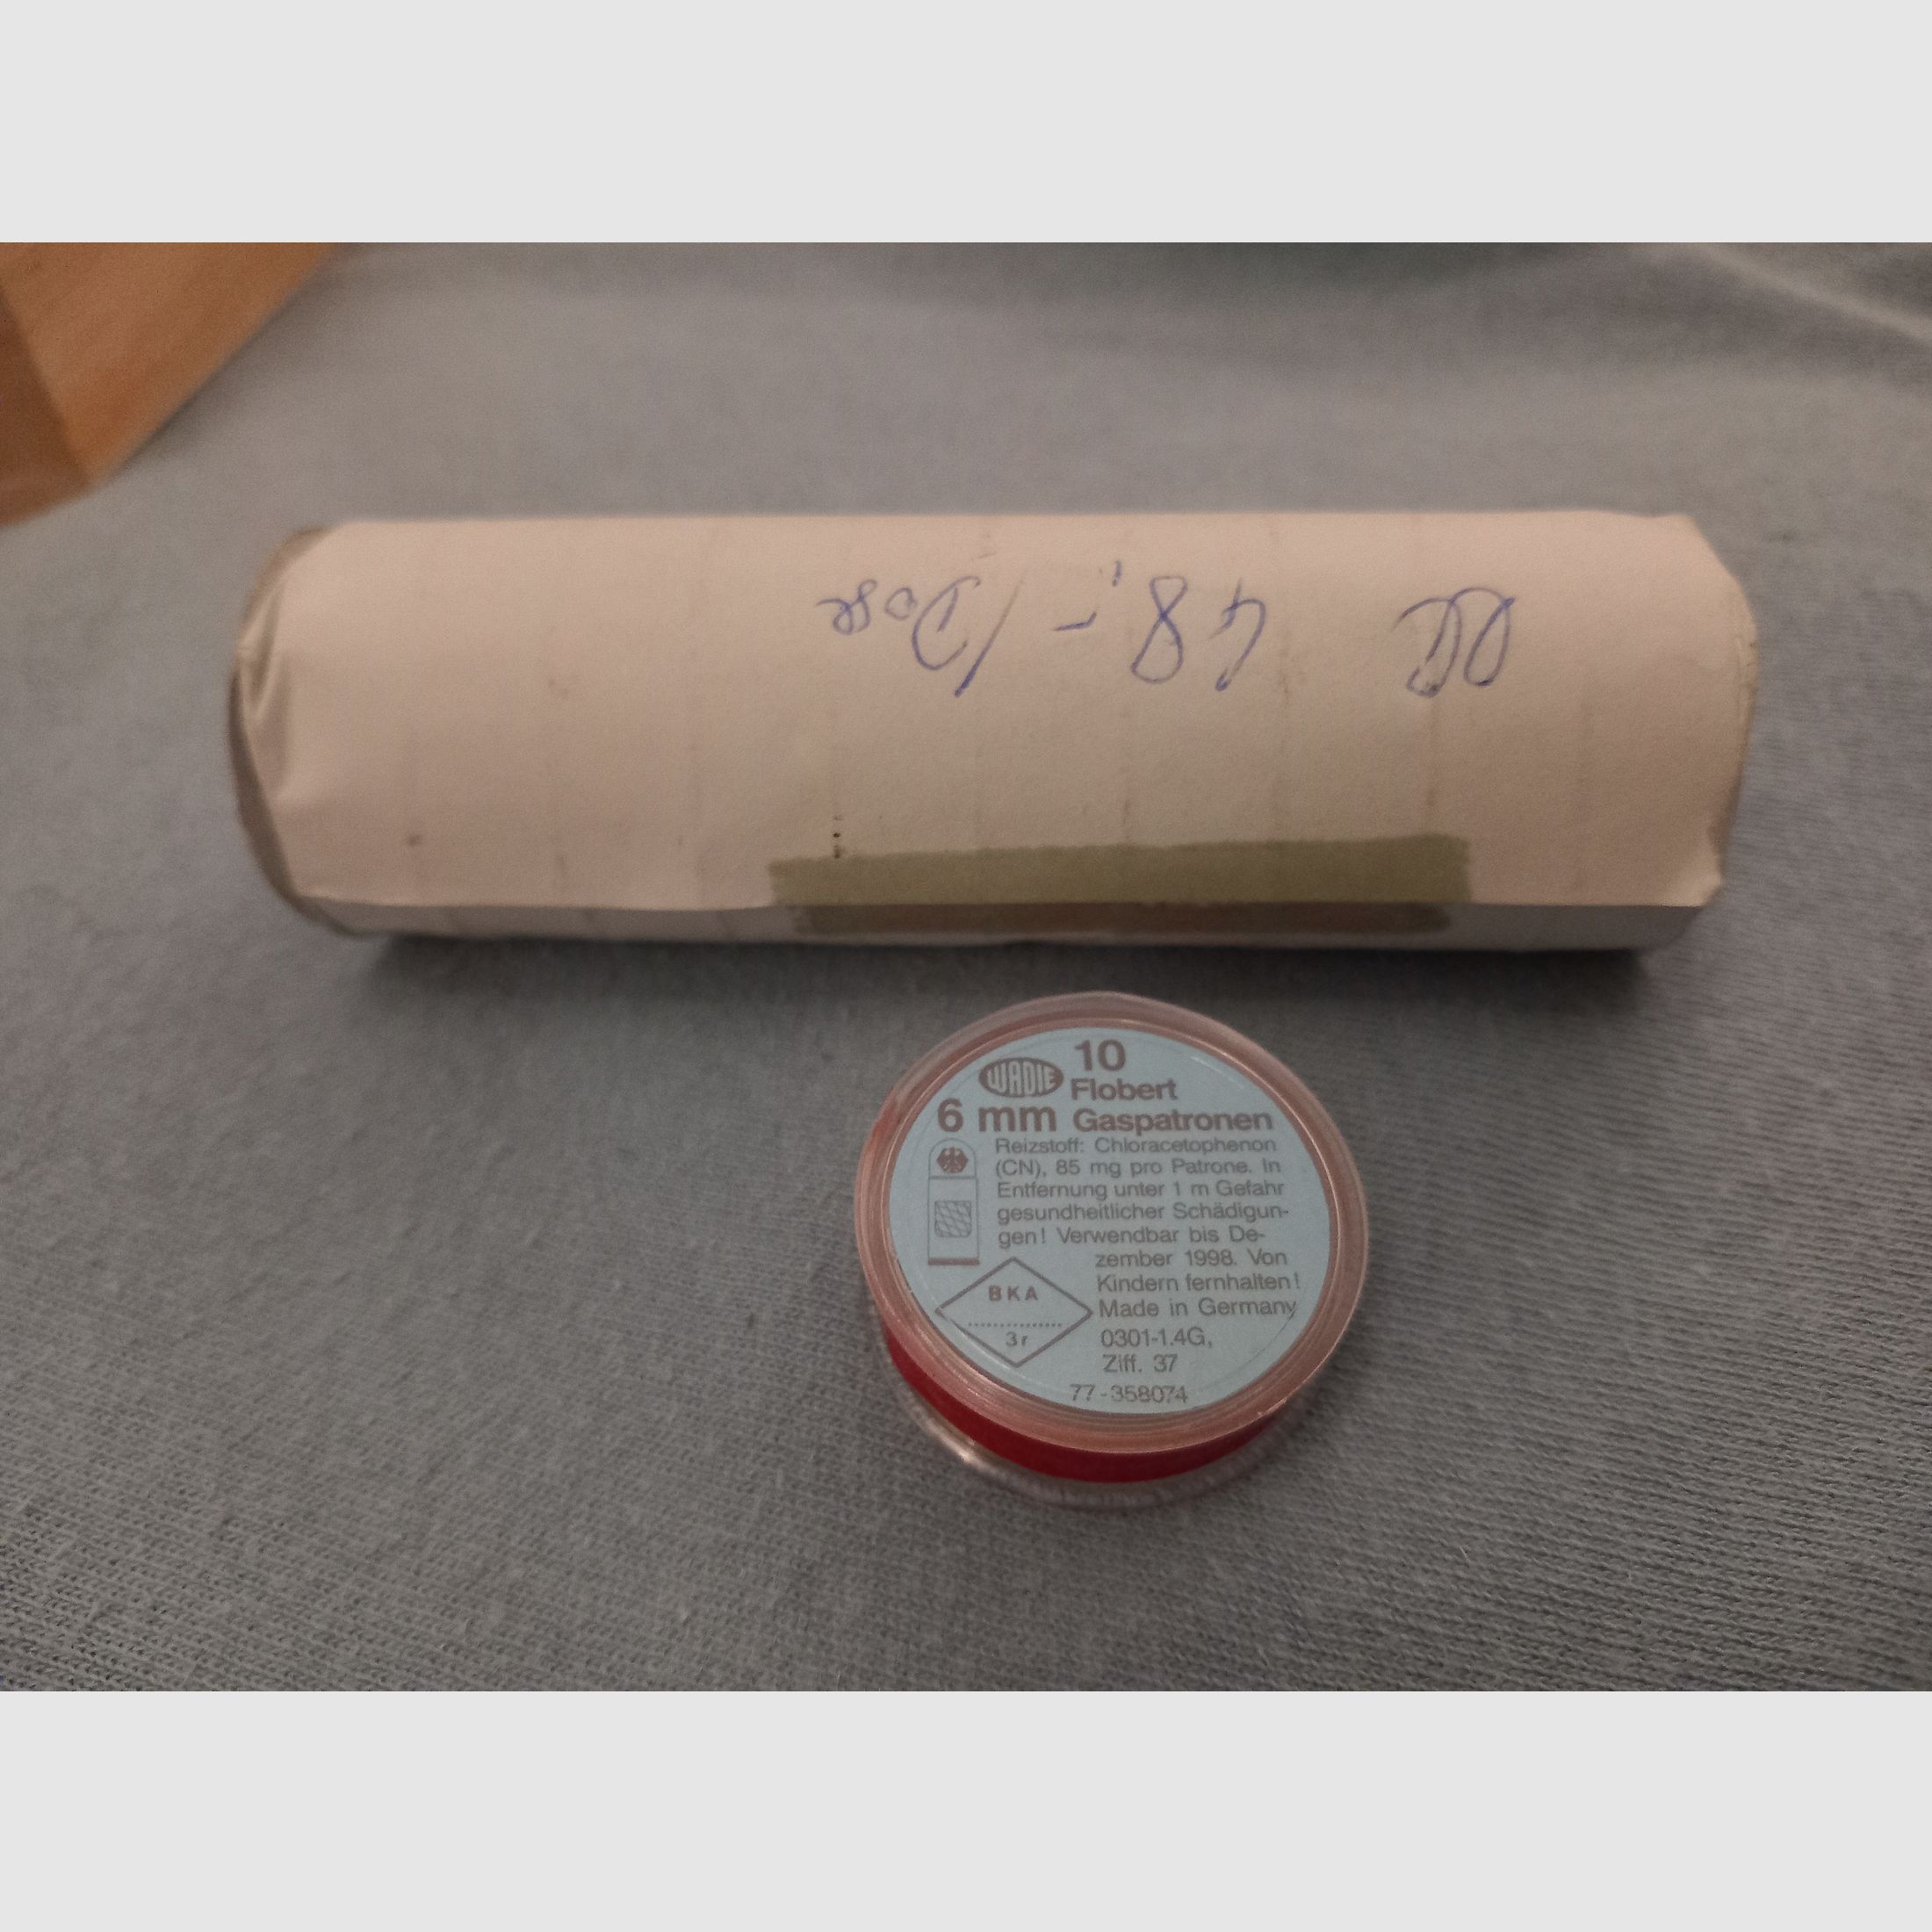 48,- /Dose
WADIE
10
Flobert
6 mm Gaspatronen
Reizstoff: Chloracetophenon
(CN), 85 mg pro Patrone. In
Entfernung unter 1 m Gefahr
gesundheitlicher Schädigun-
gen! Verwendbar bis De-
zember 1998. Von
Kindern fernhalten!
Made in Germany
0301-1.4G,
Ziff. 37
77-358074
BKA
3r